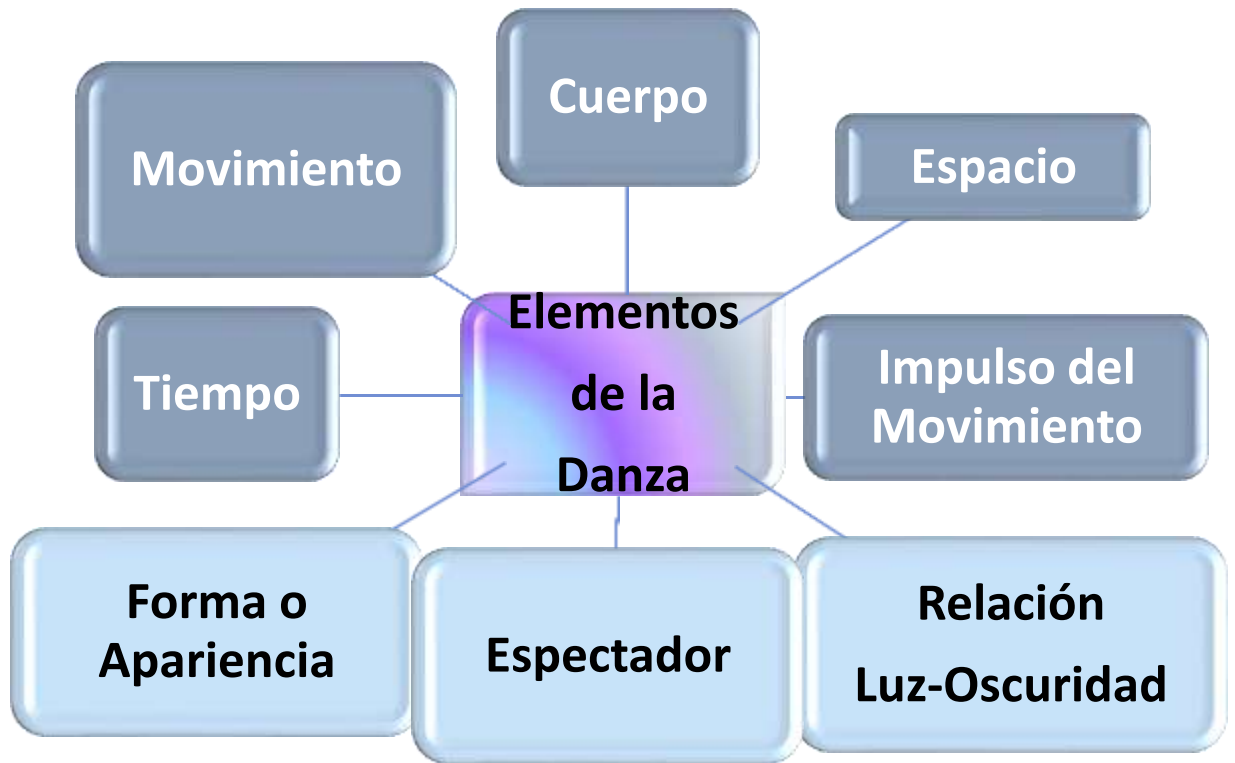 Cuerpo
Movimiento
Espacio
Elementos
de la
Danza
Tiempo
Impulso del
Movimiento
Forma o
Apariencia
Espectador
Relación
Luz-Oscuridad